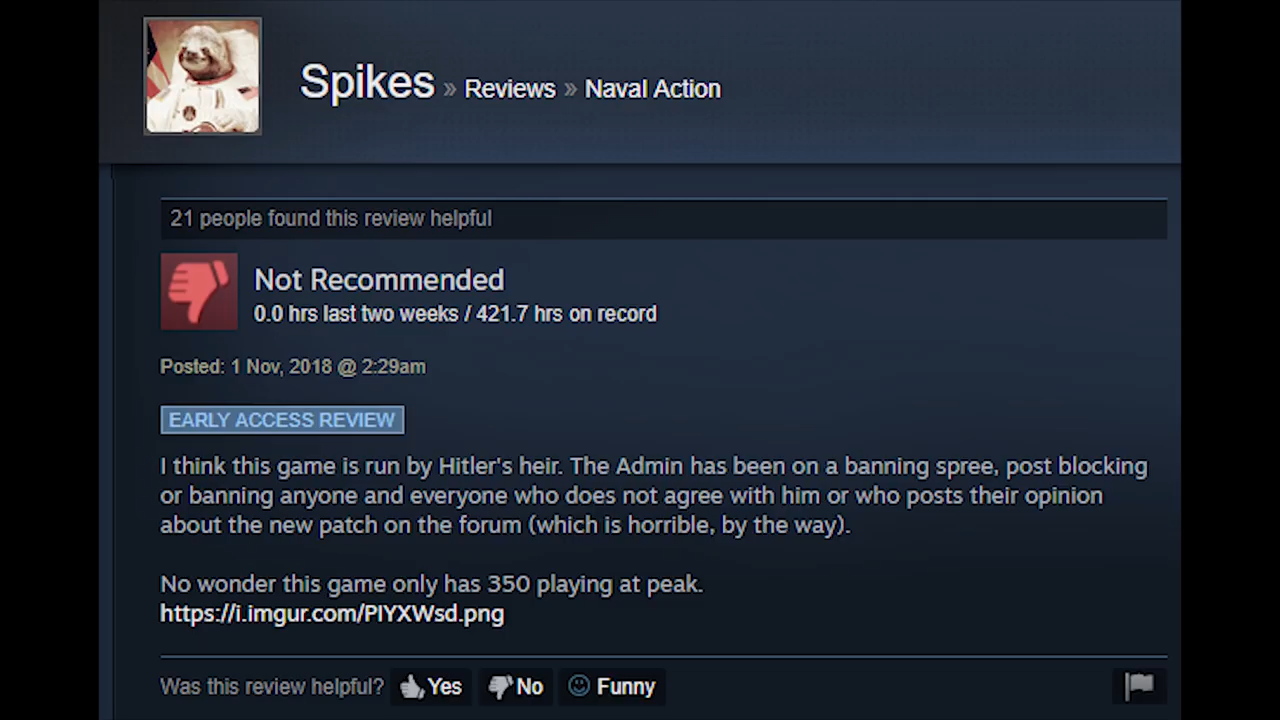 Spikes » Reviews » Naval Action
21 people found this review helpful
Not Recommended
0.0 hrs last two weeks / 421.7 hrs on record
Posted: 1 Nov, 2018 @ 2:29am
EARLY ACCESS REVIEW
I think this game is run by Hitler's heir. The Admin has been on a banning spree, post blocking
or banning anyone and everyone who does not agree with him or who posts their opinion
about the new patch on the forum (which is horrible, by the way).
No wonder this game only has 350 playing at peak.
https://i.imgur.com/PIYXWsd.png
Was this review helpful? Yes No Funny